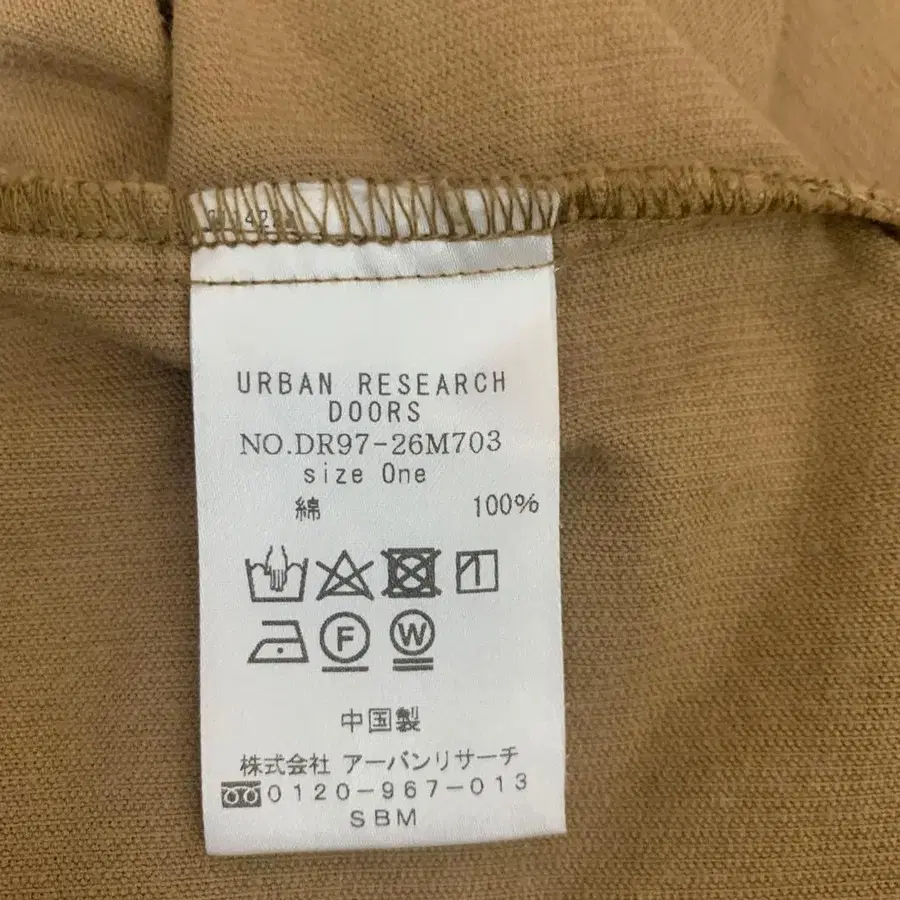 URBAN RESEARCH
DOORS
NO.DR97-26M703
size One
綿 100%
F W
中国製
株式会社 アーバンリサーチ
0120-967-013
SBM